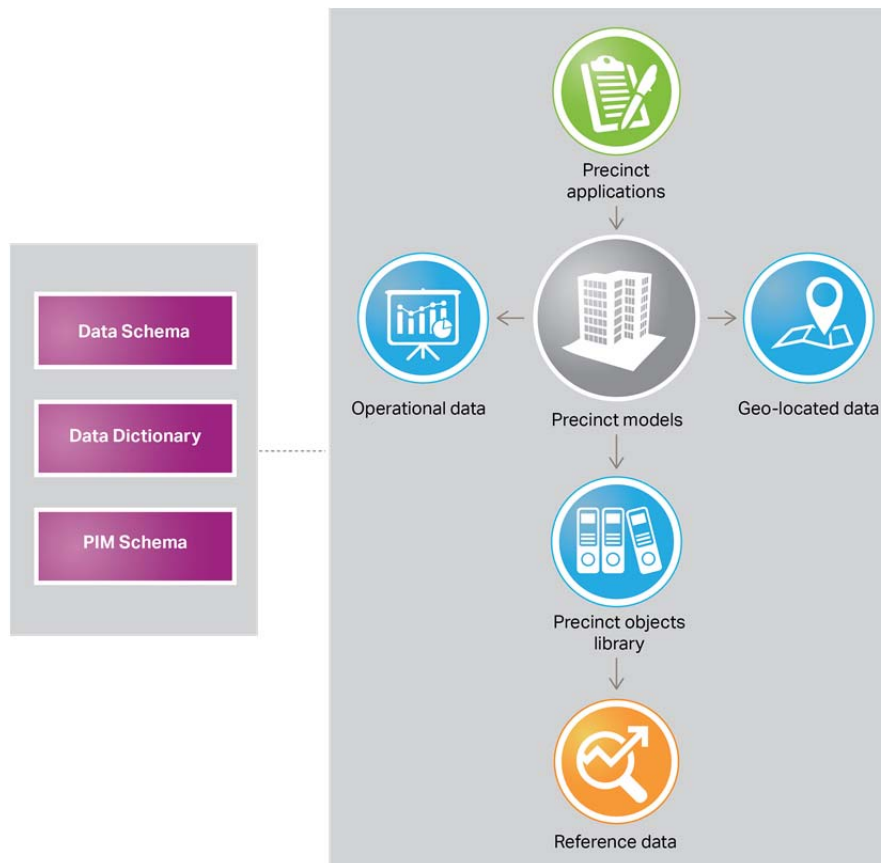 Precinct
applications
Data Schema
Data Dictionary
PIM Schema
Operational data
Precinct models
Geo-located data
Precinct objects
library
Reference data